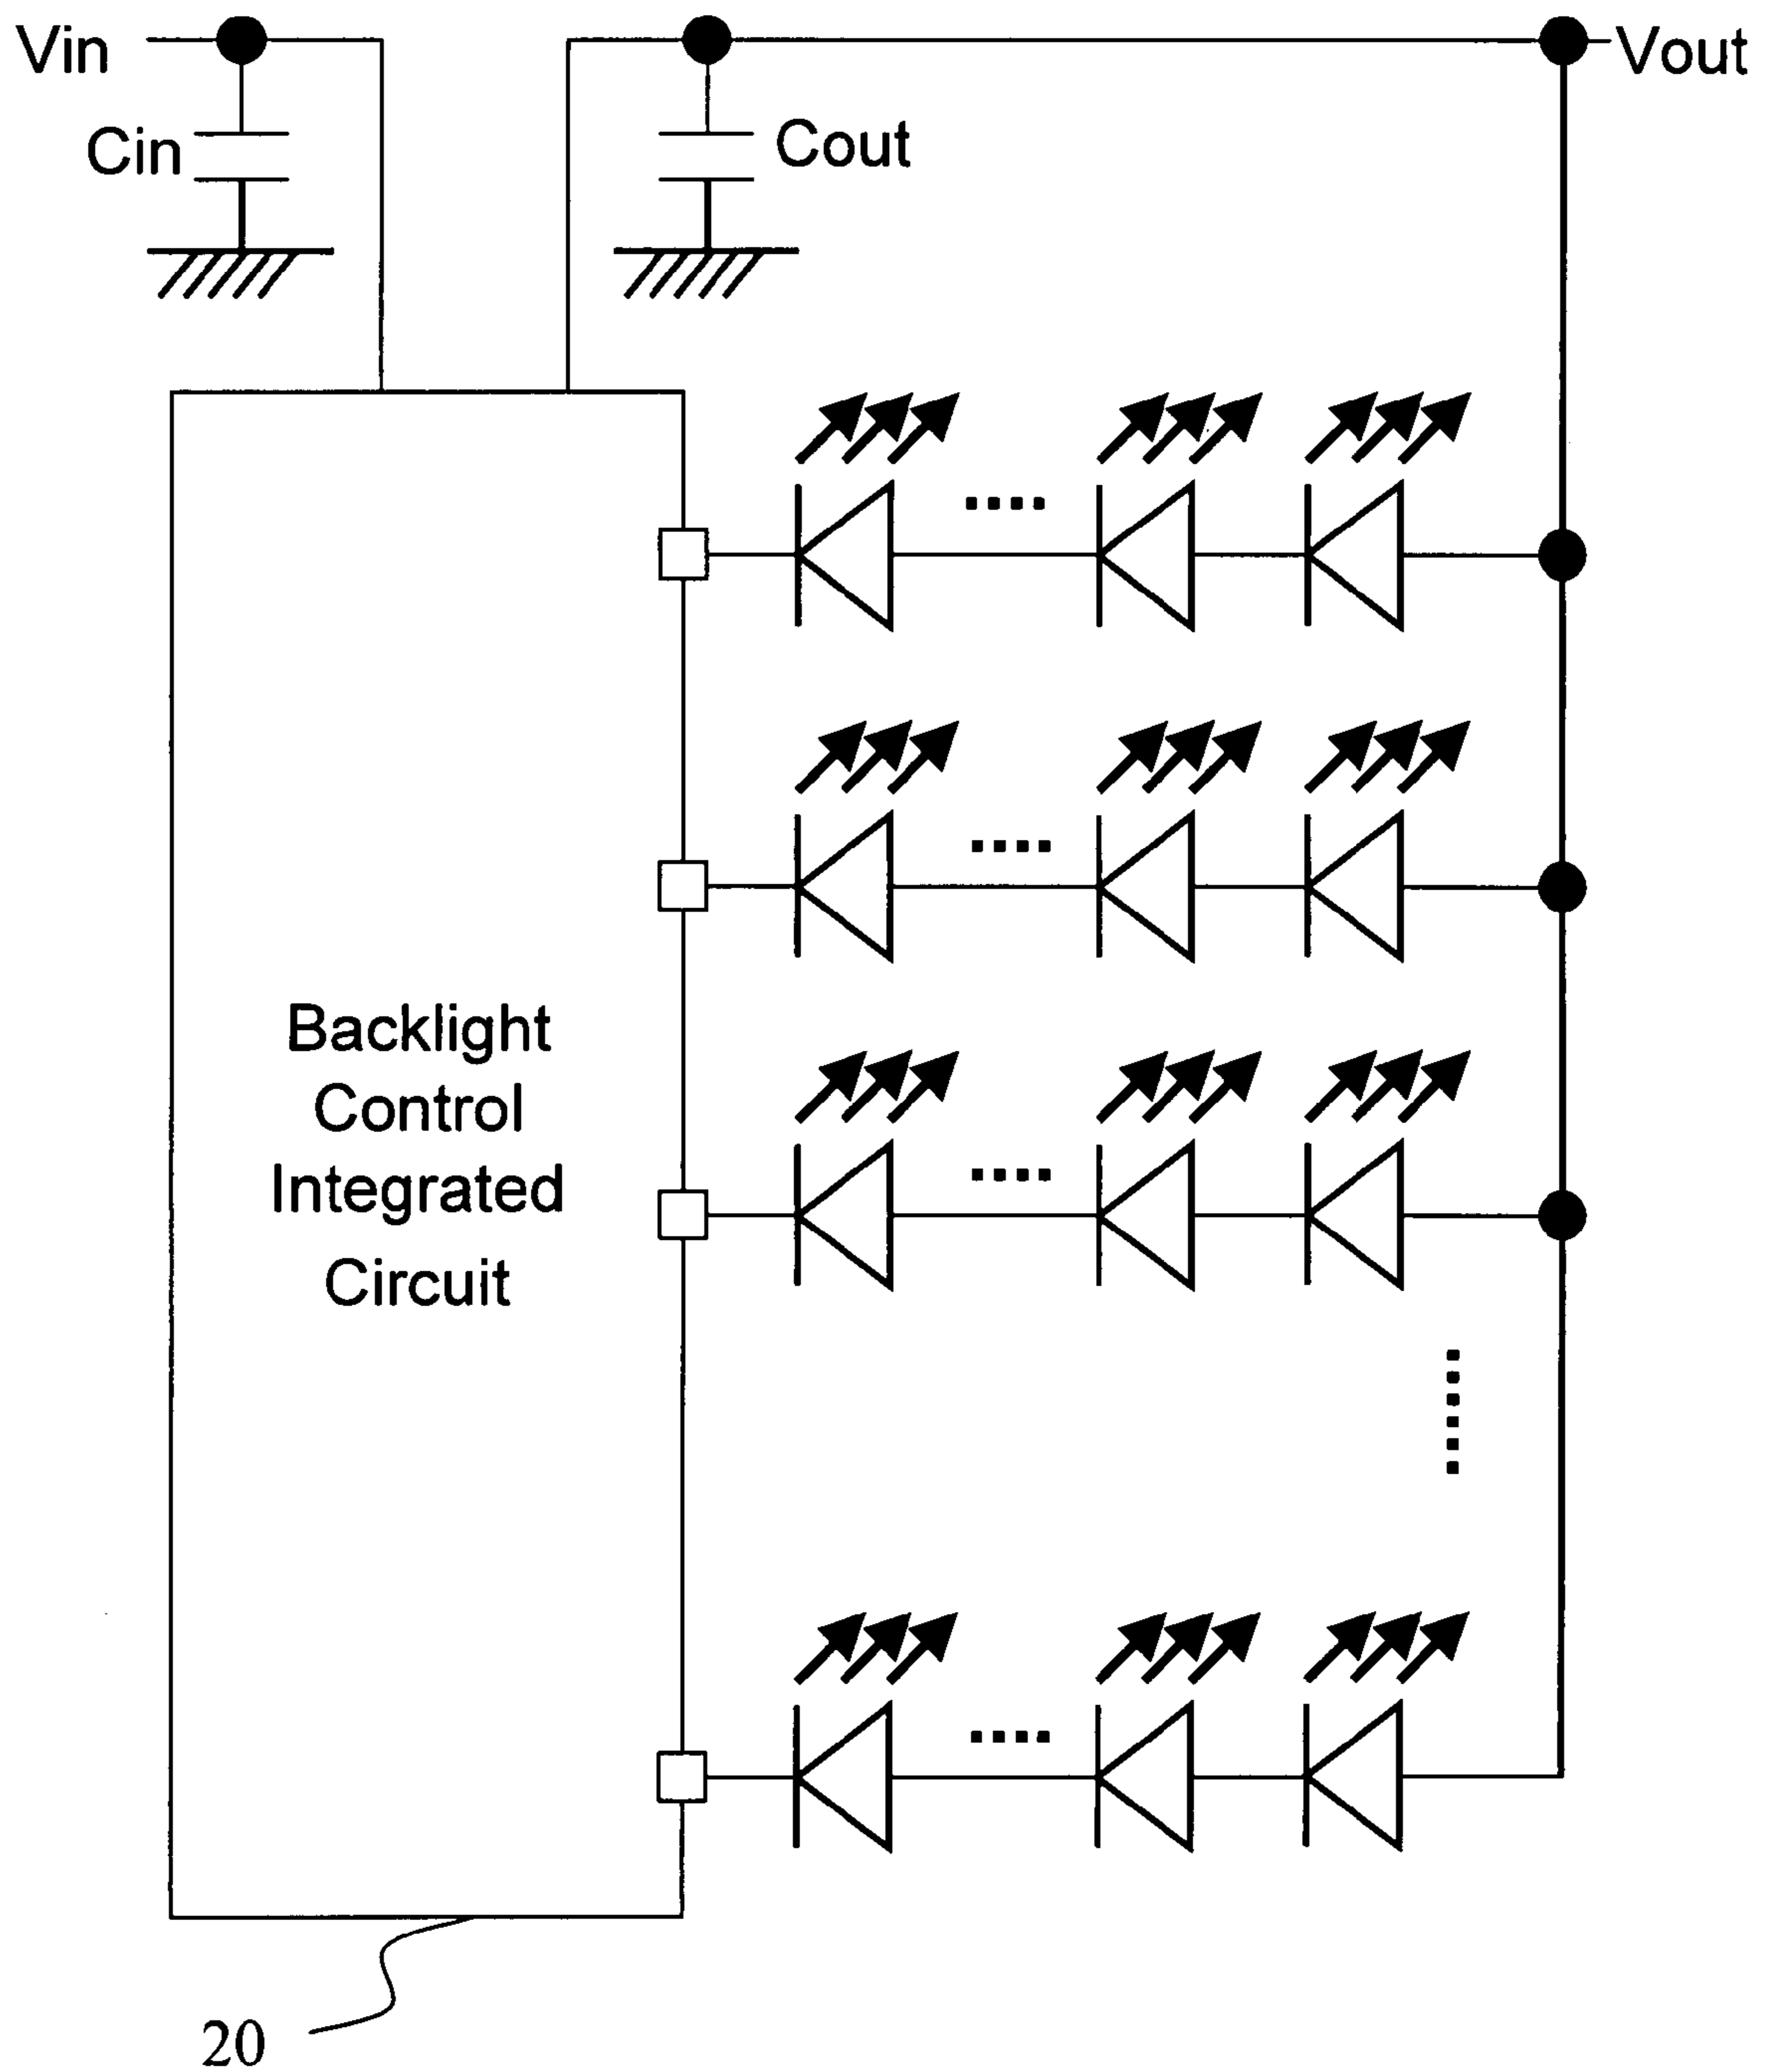 Vin
Vout
Cin
Cout
Backlight
Control
Integrated
Circuit
20